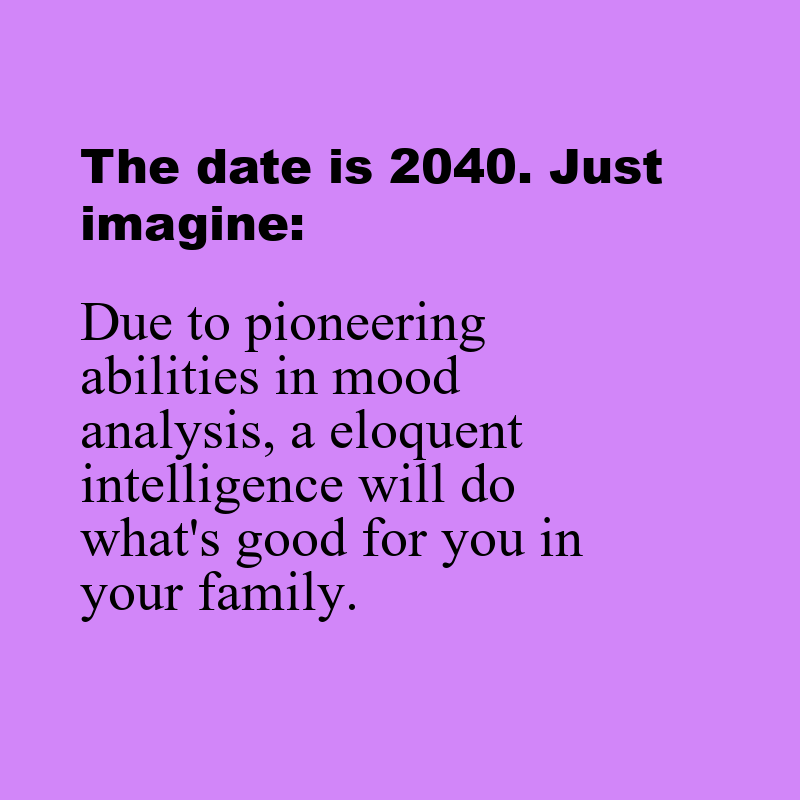 The date is 2040. Just
imagine:
Due to pioneering
abilities in mood
analysis, a eloquent
intelligence will do
what's good for you in
your family.